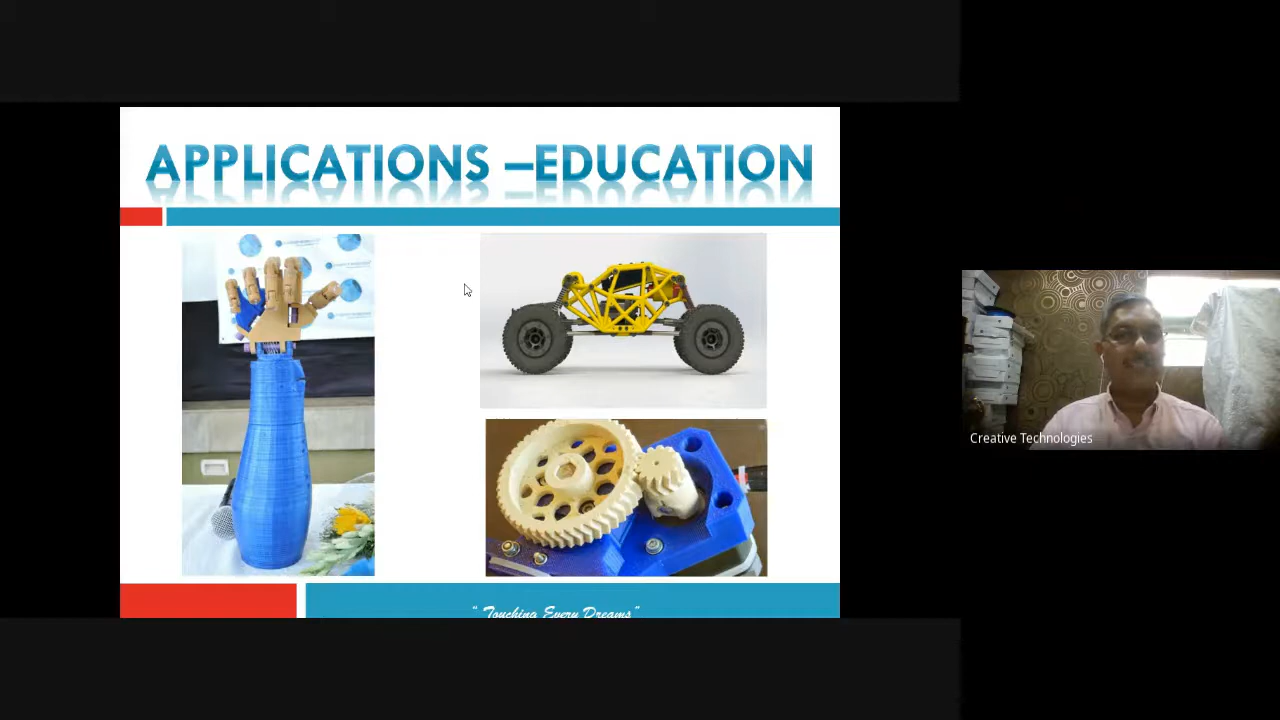 APPLICATIONS –EDUCATION
" Touching Every Dreams"
Creative Technologies